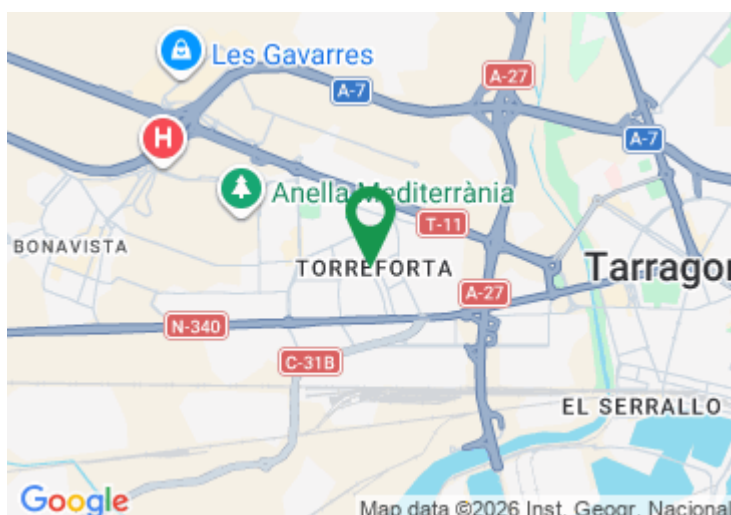 Les Gavarres
A-27
A-7
A-7
H
Anella Mediterrània
T-11
BONAVISTA
TORREFORTA
Tarragon
A-27
N-340
C-31B
EL SERRALLO
Google
Map data ©2026 Inst. Geogr. Nacional